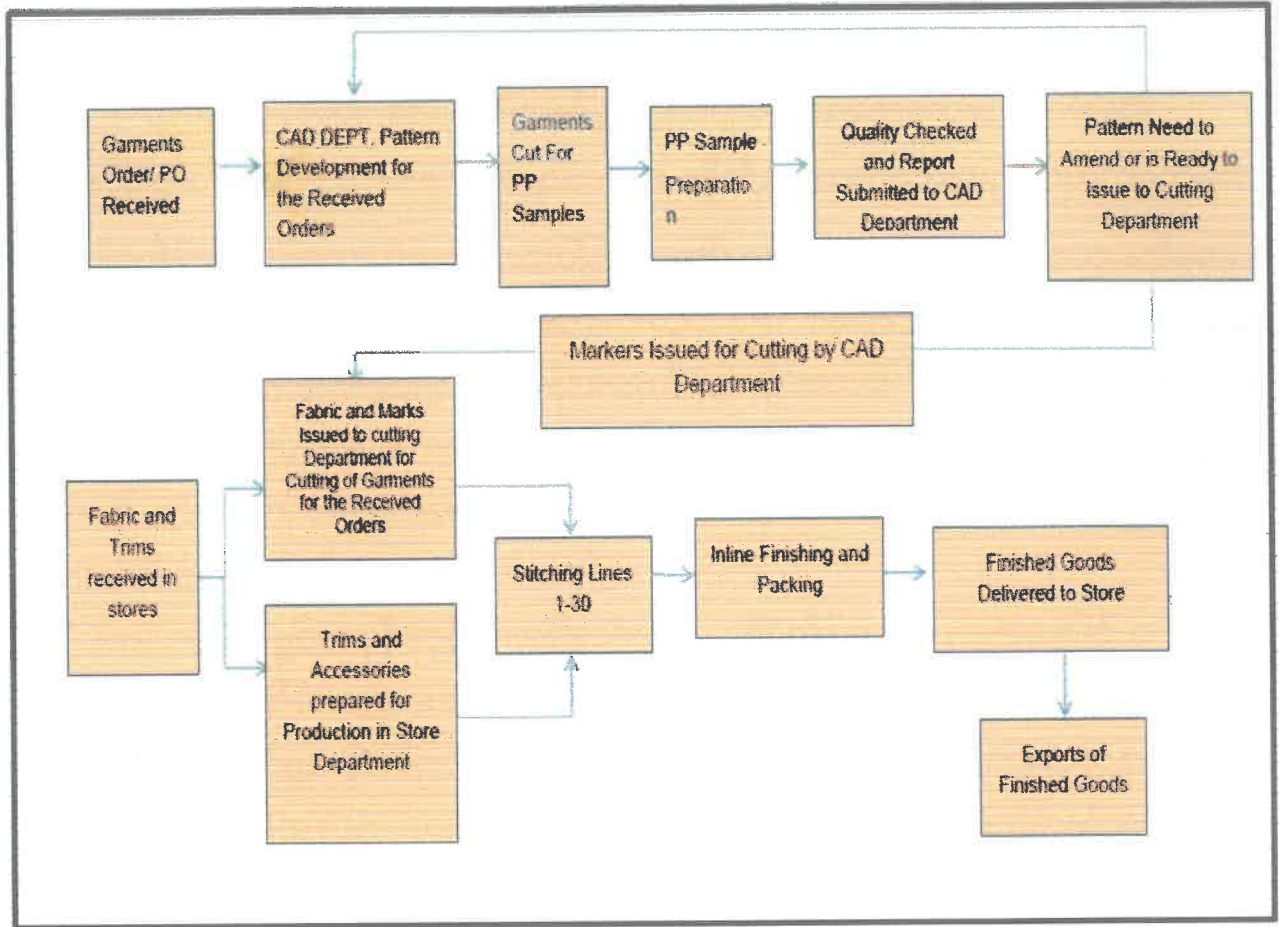 Garments
Order/ PO
Received
CAD DEPT. Pattern
Development for
the Received
Orders
Garments
Cut For
PP
Samples
PP Sample
Preparatio
n
Quality Checked
and Report
Submitted to CAD
Department
Pattern Need to
Amend or is Ready to
issue to Cutting
Department
Markers Issued for Cutting by CAD
Department
Fabric and Marks
Issued to cutting
Department for
Cutting of Garments
for the Received
Orders
Fabric and
Trims
received in
stores
Trims and
Accessories
prepared for
Production in Store
Department
Stitching Lines
1-30
Inline Finishing and
Packing
Finished Goods
Delivered to Store
Exports of
Finished Goods